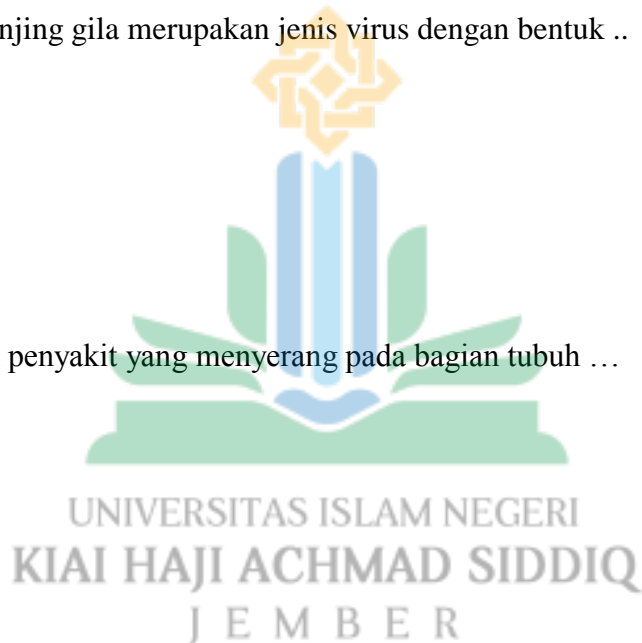 njing gila merupakan jenis virus dengan bentuk ..
penyakit yang menyerang pada bagian tubuh …
UNIVERSITAS ISLAM NEGERI
KIAI HAJI ACHMAD SIDDIQ
JEMBER